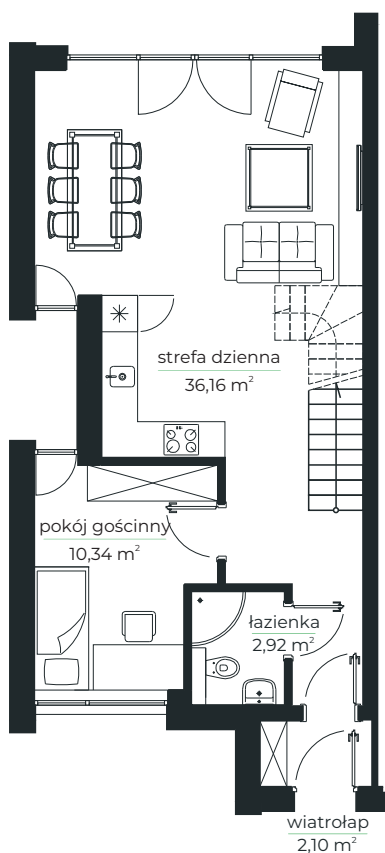 strefa dzienna
36,16 m²
pokój gościnny
10,34 m²
łazienka
2,92 m²
wiatrołap
2,10 m²